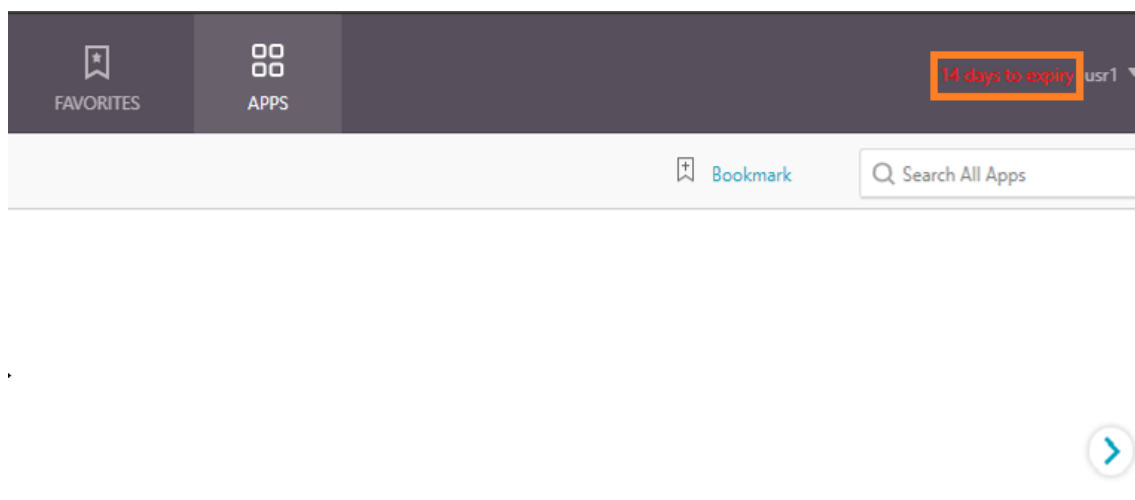 14 days to expiry usr1
FAVORITES APPS
Bookmark Search All Apps